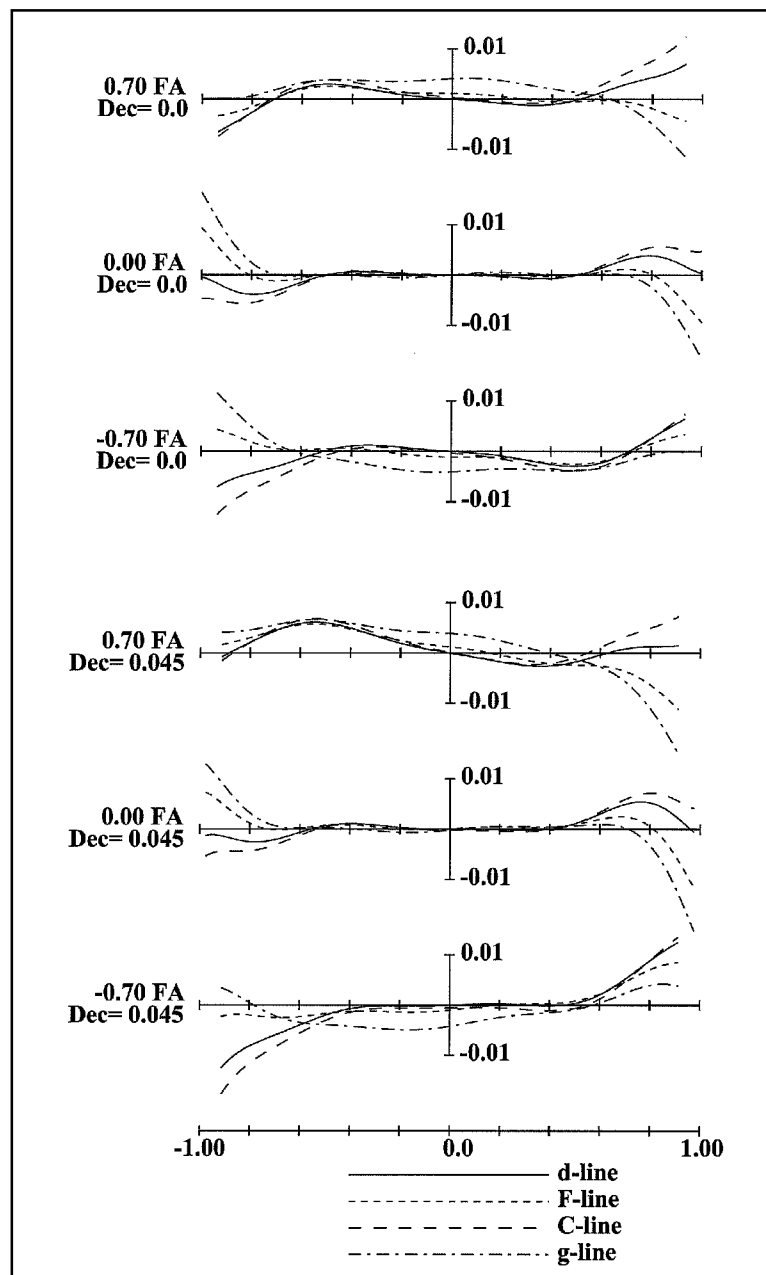 0.01
0.70 FA
Dec= 0.0
-0.01
0.01
0.00 FA
Dec= 0.0
-0.01
0.01
-0.70 FA
Dec= 0.0
-0.01
0.01
0.70 FA
Dec= 0.045
-0.01
0.01
0.00 FA
Dec= 0.045
-0.01
0.01
-0.70 FA
Dec= 0.045
-0.01
-1.00 0.0 1.00
d-line
F-line
C-line
g-line